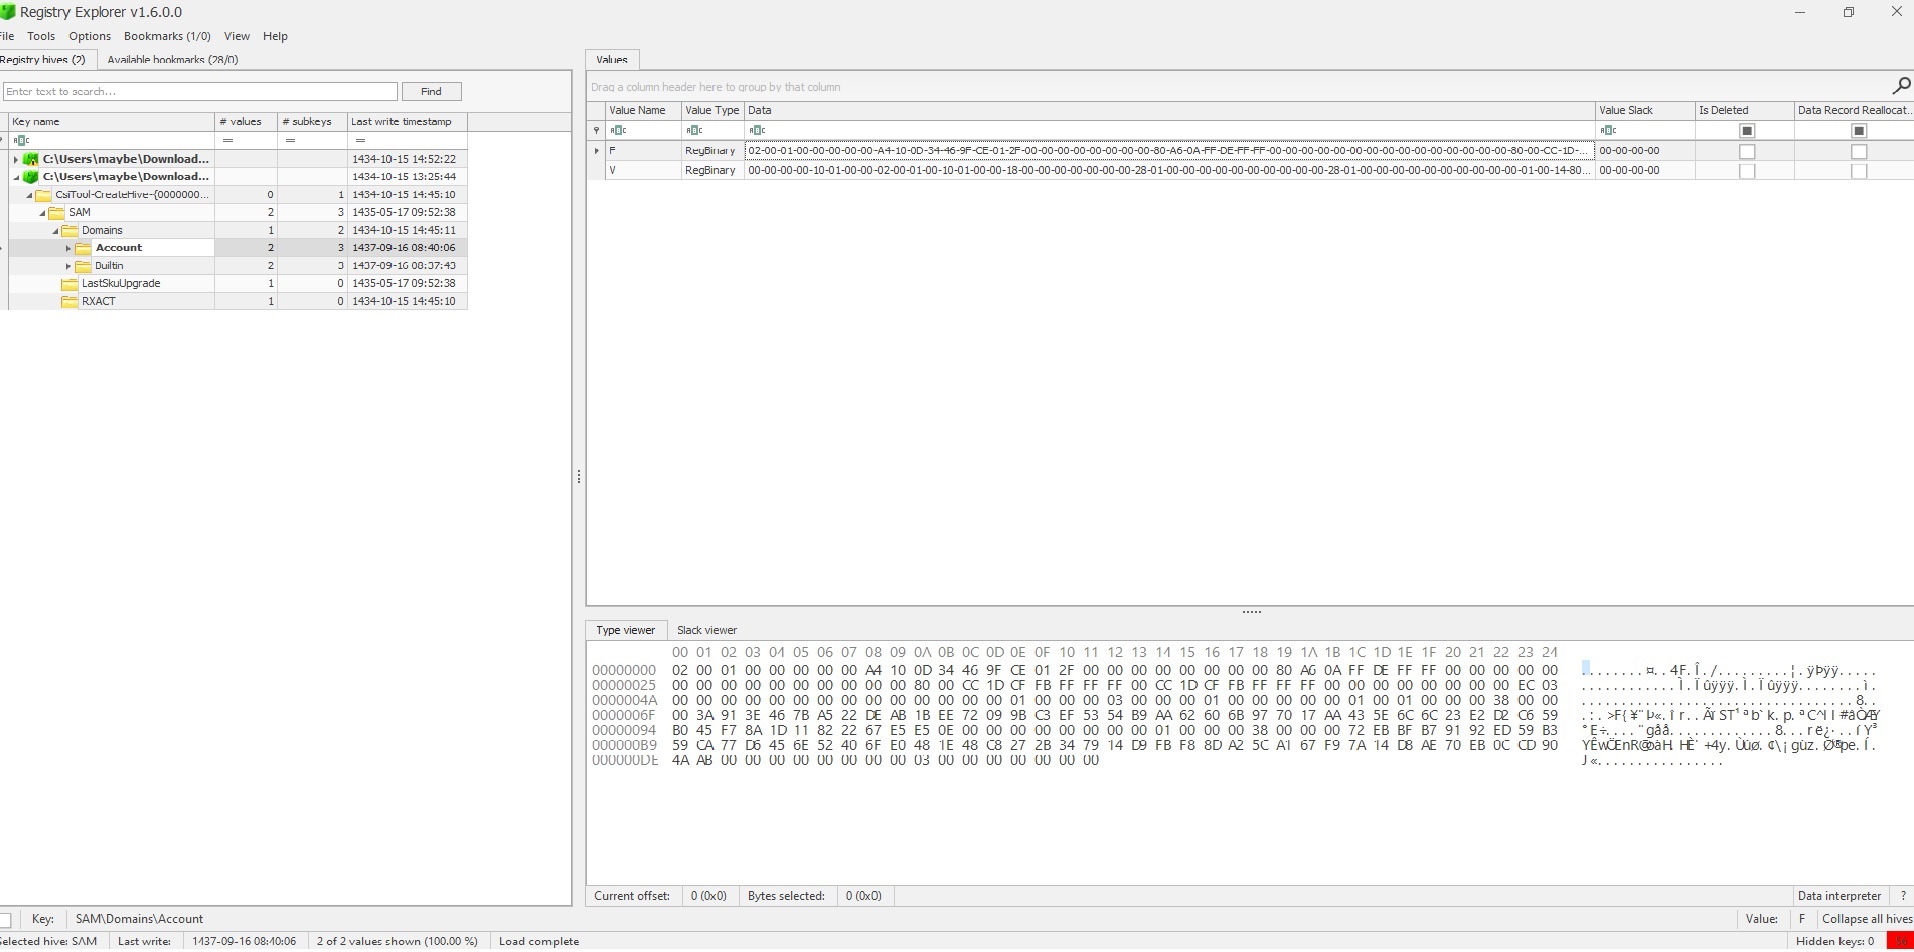 Registry Explorer v1.6.0.0
File Tools Options Bookmarks (1/0) View Help
Registry hives (2) Available bookmarks (28/0)
Enter text to search... Find
Key name # values # subkeys Last write timestamp
C:\Users\maybe\Download... 1434-10-15 14:52:22
C:\Users\maybe\Download... 1434-10-15 13:25:44
CsiTool-CreateHive-{0000000... 0 1 1434-10-15 14:45:10
SAM 2 3 1435-05-17 09:52:38
Domains 1 2 1434-10-15 14:45:11
Account 2 3 1437-09-16 08:40:06
Builtin 2 3 1437-09-16 08:37:43
LastSkuUpgrade 1 0 1435-05-17 09:52:38
RXACT 1 0 1434-10-15 14:45:10
Values
Drag a column header here to group by that column
Value Name Value Type Data Value Slack Is Deleted Data Record Reallocat...
F RegBinary 02-00-01-00-00-00-00-00-A4-10-0D-34-46-9F-CE-01-2F-00-00-00-00-00-00-00-00-80-A6-0A-FF-DE-FF-FF-00-00-00-00-00-00-00-00-00-00-00-00-00-80-00-CC-1D-... 00-00-00-00
V RegBinary 00-00-00-00-10-01-00-00-02-00-01-00-10-01-00-00-18-00-00-00-00-00-00-00-28-01-00-00-00-00-00-00-00-00-00-00-28-01-00-00-00-00-00-00-00-00-00-00-01-00-14-80... 00-00-00-00
Type viewer Slack viewer
00 01 02 03 04 05 06 07 08 09 0A 0B 0C 0D 0E 0F 10 11 12 13 14 15 16 17 18 19 1A 1B 1C 1D 1E 1F 20 21 22 23 24
00000000 02 00 01 00 00 00 00 00 A4 10 0D 34 46 9F CE 01 2F 00 00 00 00 00 00 00 00 80 A6 0A FF DE FF FF 00 00 00 00 00
00000025 00 00 00 00 00 00 00 00 00 00 80 00 CC 1D CF FB FF FF FF 00 CC 1D CF FB FF FF FF 00 00 00 00 00 00 00 00 EC 03
0000004A 00 00 00 00 00 00 00 00 00 00 00 00 00 00 01 00 00 00 03 00 00 00 01 00 00 00 00 00 01 00 01 00 00 00 38 00 00
0000006F 00 3A 91 3E 46 7B A5 22 DE AB 1B EE 72 09 9B C3 EF 53 54 B9 AA 62 60 6B 97 70 17 AA 43 5E 6C 6C 23 E2 D2 C6 59
00000094 B0 45 F7 8A 1D 11 82 22 67 E5 E5 0E 00 00 00 00 00 00 00 00 01 00 00 00 38 00 00 00 72 EB BF B7 91 92 ED 59 B3
000000B9 59 CA 77 D6 45 6E 52 40 6F E0 48 1E 48 C8 27 2B 34 79 14 D9 FB F8 8D A2 5C A1 67 F9 7A 14 D8 AE 70 EB 0C CD 90
000000DE 4A AB 00 00 00 00 00 00 00 00 03 00 00 00 00 00 00 00
Current offset: 0 (0x0) Bytes selected: 0 (0x0) Data interpreter ?
Key: SAM\Domains\Account Value: F Collapse all hives
Selected hive: SAM Last write: 1437-09-16 08:40:06 2 of 2 values shown (100.00 %) Load complete Hidden keys: 0